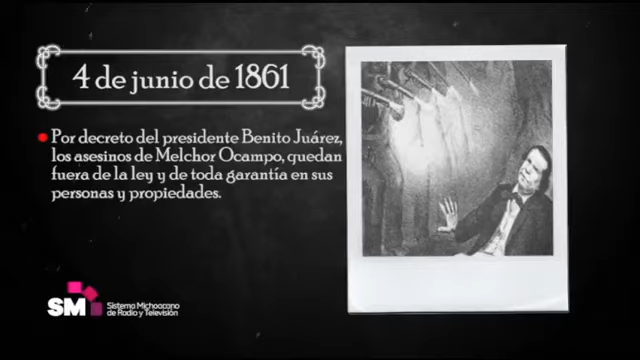 4 de junio de 1861
Por decreto del presidente Benito Juárez,
los asesinos de Melchor Ocampo, quedan
fuera de la ley y de toda garantía en sus
personas y propiedades.
SM
Sistema Michoacano
de Radio y Televisión